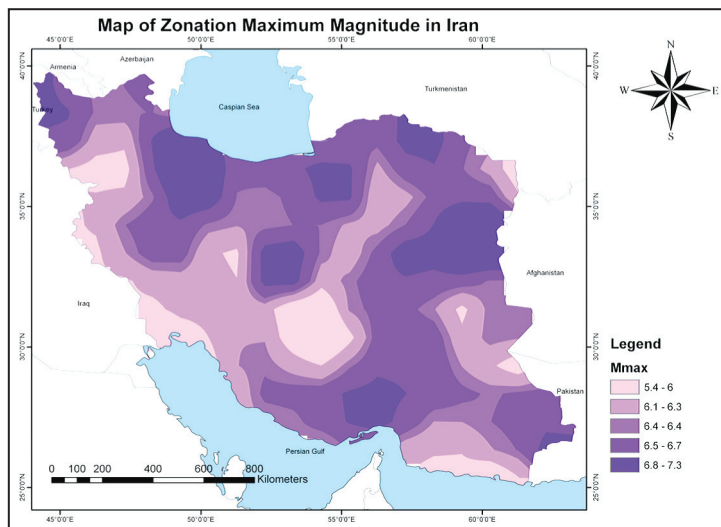 Map of Zonation Maximum Magnitude in Iran
45°0'0"E 50°0'0"E 55°0'0"E 60°0'0"E
40°0'0"N
35°0'0"N
30°0'0"N
25°0'0"N
Armenia
Azerbaijan
Turkey
Caspian Sea
Turkmenistan
Iraq
Afghanistan
Pakistan
Persian Gulf
N
W E
S
40°0'0"N
35°0'0"N
30°0'0"N
25°0'0"N
Legend
Mmax
5.4 - 6
6.1 - 6.3
6.4 - 6.4
6.5 - 6.7
6.8 - 7.3
0 50 100 200 400 600 800
Kilometers
45°0'0"E 50°0'0"E 55°0'0"E 60°0'0"E